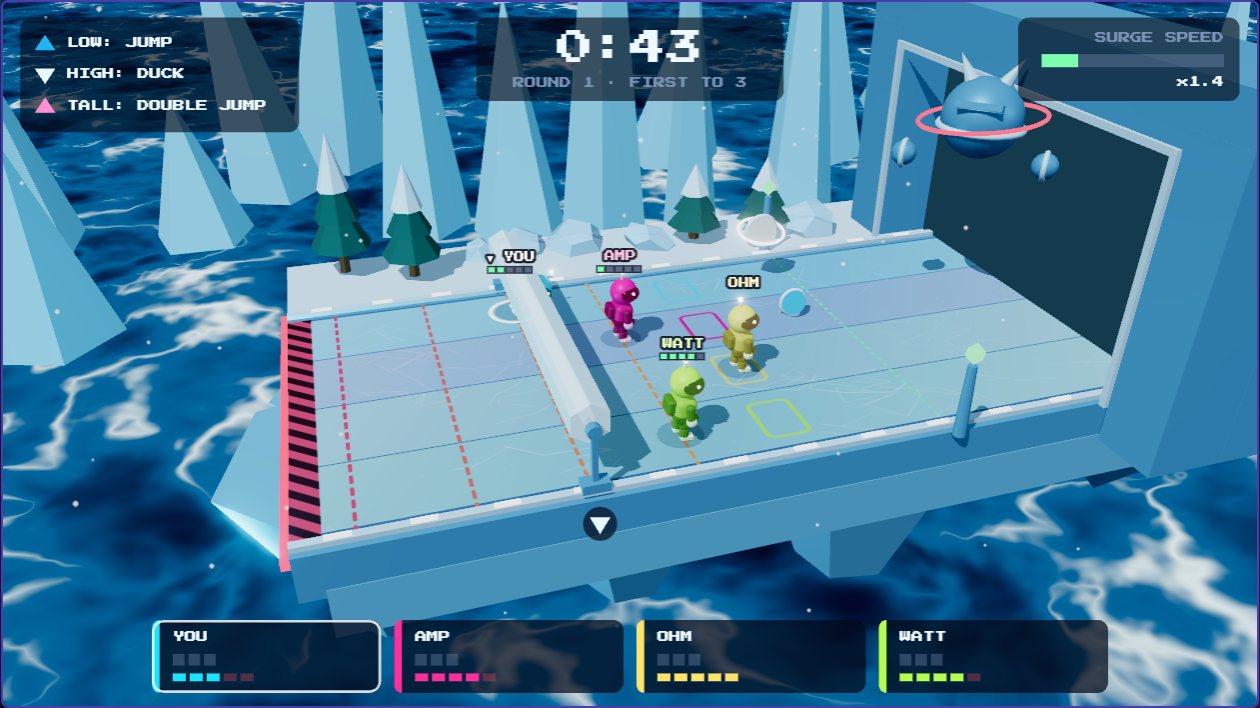 LOW: JUMP
HIGH: DUCK
TALL: DOUBLE JUMP
0:43
ROUND 1 · FIRST TO 3
SURGE SPEED
x1.4
YOU
AMP
OHM
WATT
YOU
AMP
OHM
WATT